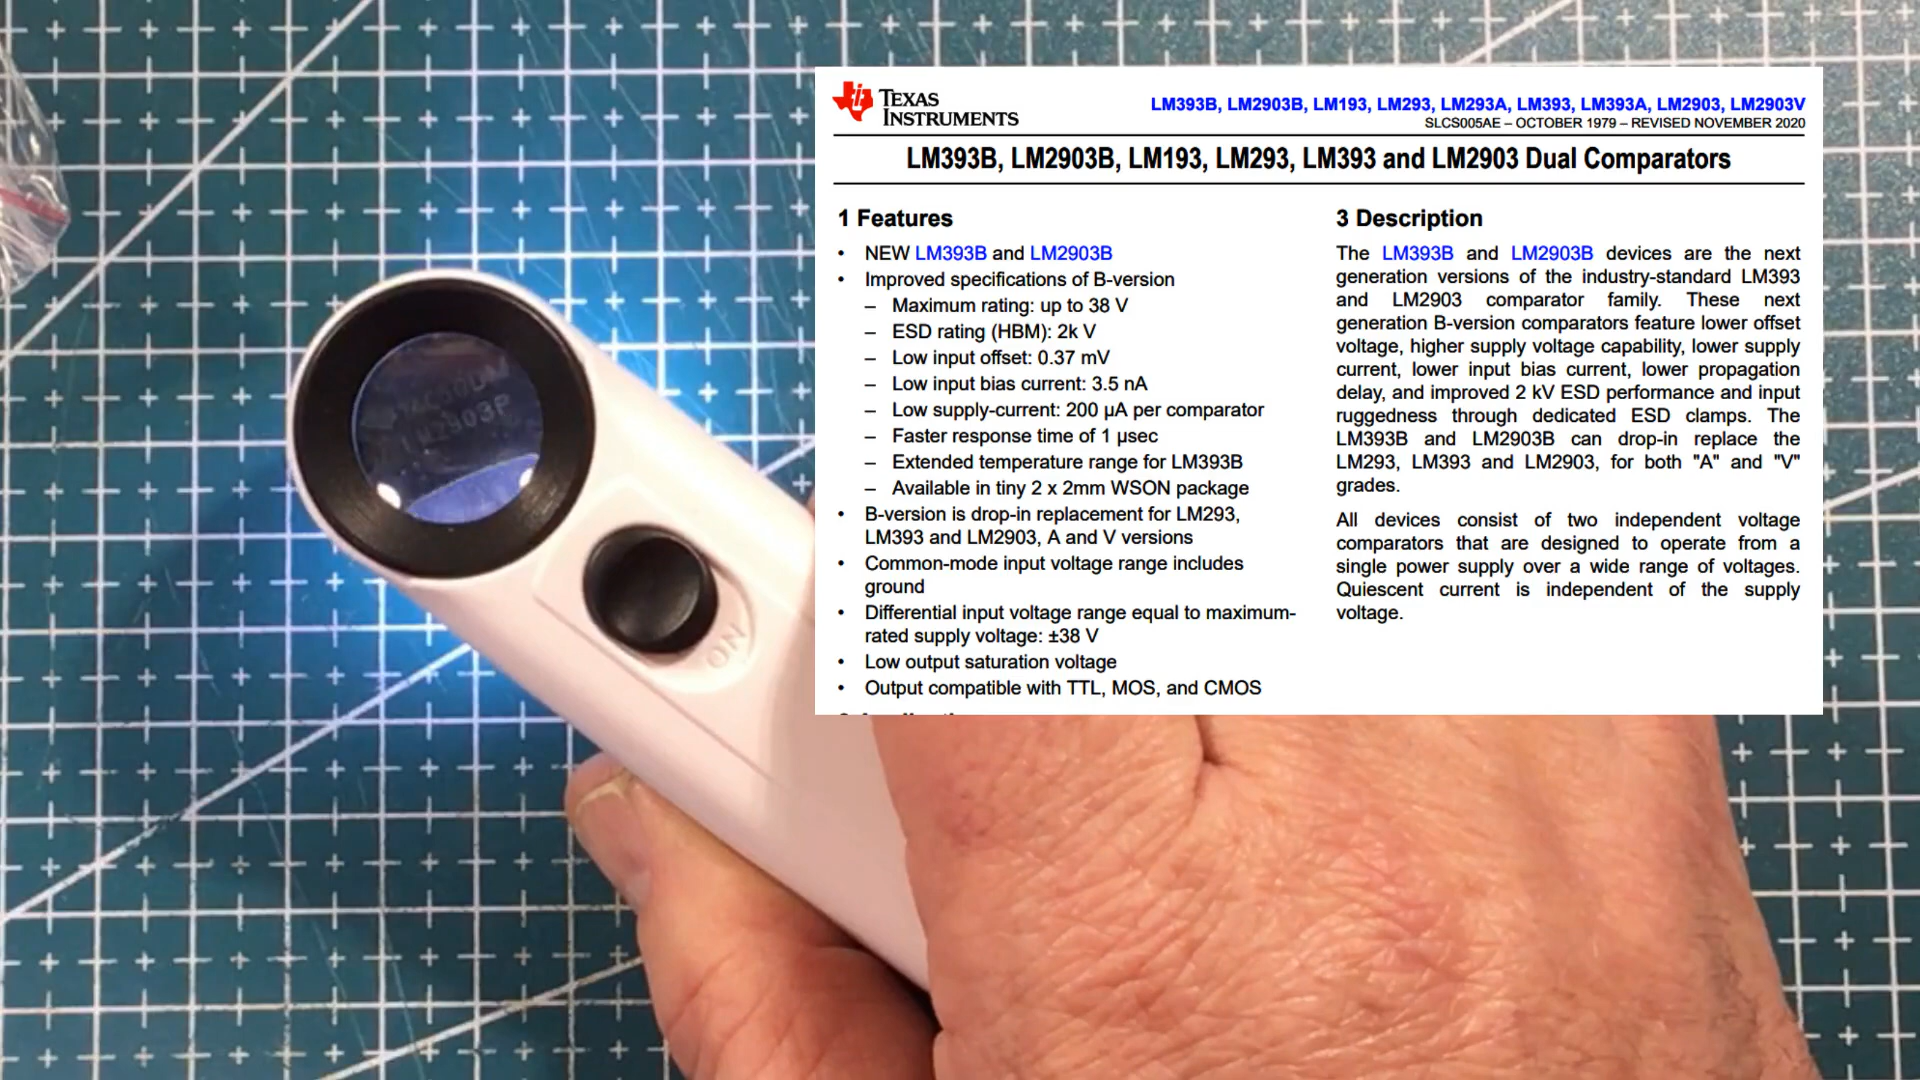 LM2903P
ON
TEXAS
INSTRUMENTS
LM393B, LM2903B, LM193, LM293, LM293A, LM393, LM393A, LM2903, LM2903V
SLCS005AE – OCTOBER 1979 – REVISED NOVEMBER 2020
LM393B, LM2903B, LM193, LM293, LM393 and LM2903 Dual Comparators
1 Features
• NEW LM393B and LM2903B
• Improved specifications of B-version
– Maximum rating: up to 38 V
– ESD rating (HBM): 2k V
– Low input offset: 0.37 mV
– Low input bias current: 3.5 nA
– Low supply-current: 200 µA per comparator
– Faster response time of 1 µsec
– Extended temperature range for LM393B
– Available in tiny 2 x 2mm WSON package
• B-version is drop-in replacement for LM293,
LM393 and LM2903, A and V versions
• Common-mode input voltage range includes
ground
• Differential input voltage range equal to maximum-
rated supply voltage: ±38 V
• Low output saturation voltage
• Output compatible with TTL, MOS, and CMOS
3 Description
The LM393B and LM2903B devices are the next
generation versions of the industry-standard LM393
and LM2903 comparator family. These next
generation B-version comparators feature lower offset
voltage, higher supply voltage capability, lower supply
current, lower input bias current, lower propagation
delay, and improved 2 kV ESD performance and input
ruggedness through dedicated ESD clamps. The
LM393B and LM2903B can drop-in replace the
LM293, LM393 and LM2903, for both "A" and "V"
grades.
All devices consist of two independent voltage
comparators that are designed to operate from a
single power supply over a wide range of voltages.
Quiescent current is independent of the supply
voltage.